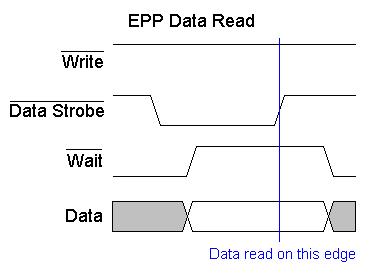 EPP Data Read
Write
Data Strobe
Wait
Data
Data read on this edge